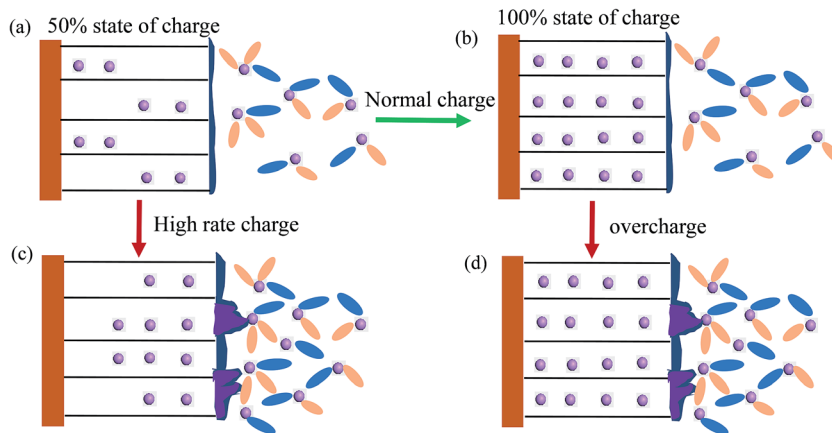 (a)
50% state of charge
(b)
100% state of charge
Normal charge
High rate charge
overcharge
(c)
(d)